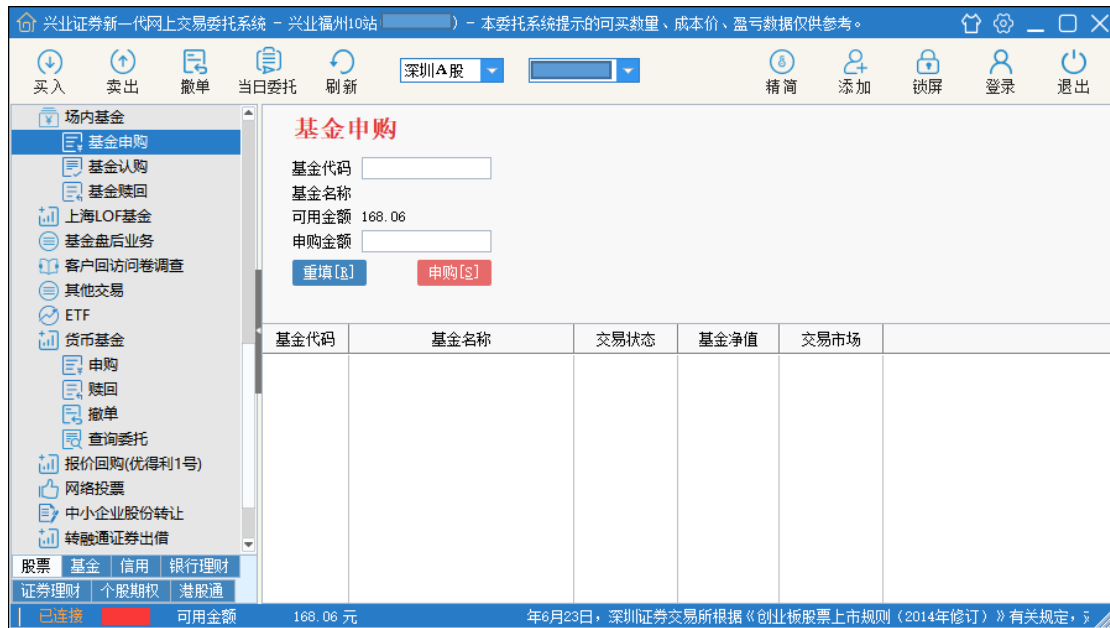 兴业证券新一代网上交易委托系统 - 兴业福州10站( ) - 本委托系统提示的可买数量、成本价、盈亏数据仅供参考。
买入 卖出 撤单 当日委托 刷新 深圳A股 精简 添加 锁屏 登录 退出
场内基金
基金申购
基金认购
基金赎回
上海LOF基金
基金盘后业务
客户回访问卷调查
其他交易
ETF
货币基金
申购
赎回
撤单
查询委托
报价回购(优得利1号)
网络投票
中小企业股份转让
转融通证券出借
股票 基金 信用 银行理财
证券理财 个股期权 港股通
基金申购
基金代码
基金名称
可用金额 168.06
申购金额
重填[R] 申购[S]
基金代码 基金名称 交易状态 基金净值 交易市场
已连接 可用金额 168.06元 年6月23日，深圳证券交易所根据《创业板股票上市规则（2014年修订）》有关规定，